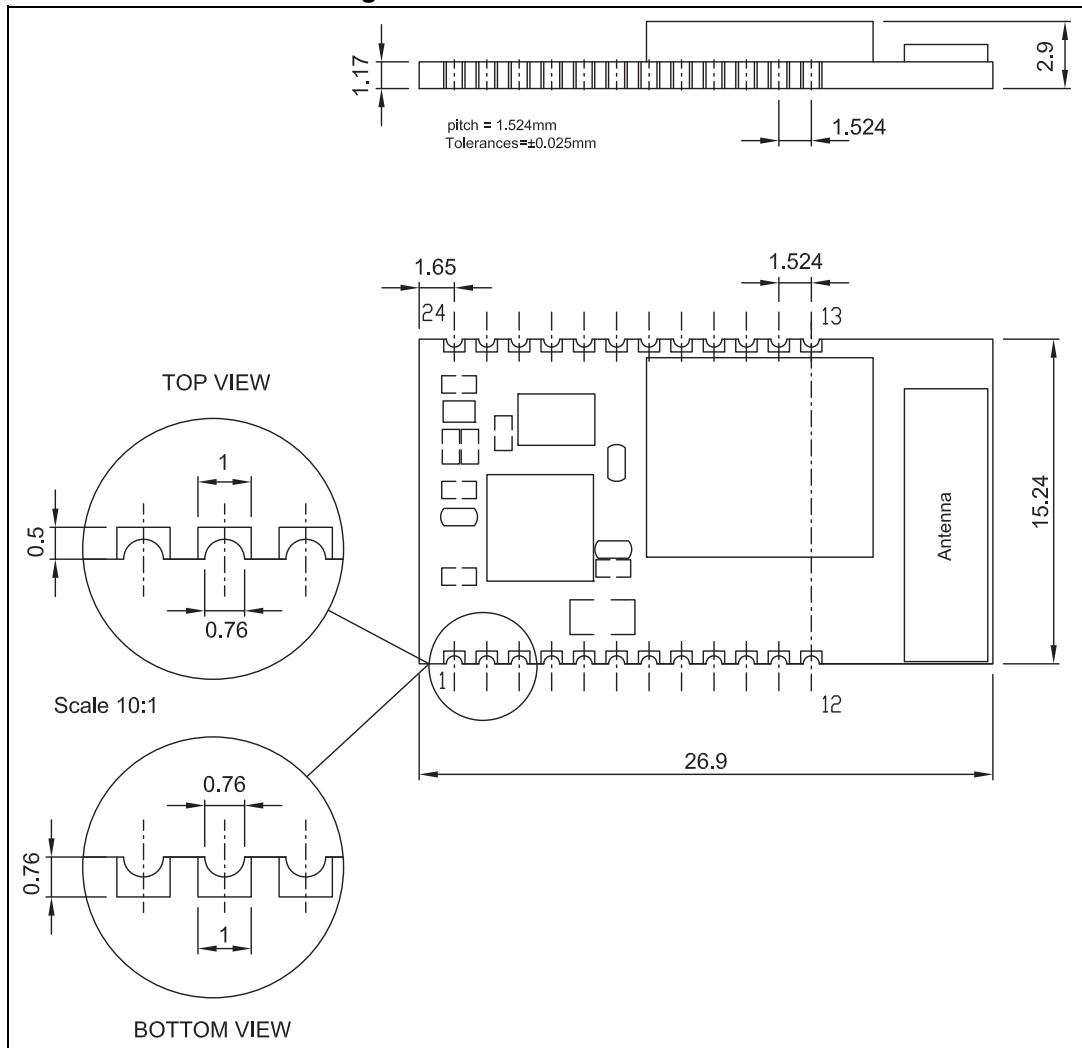 1.17
2.9
pitch = 1.524mm
Tolerances=±0.025mm
1.524
1.65
1.524
24
13
TOP VIEW
1
0.5
0.76
Antenna
15.24
1
12
Scale 10:1
26.9
0.76
0.76
1
BOTTOM VIEW